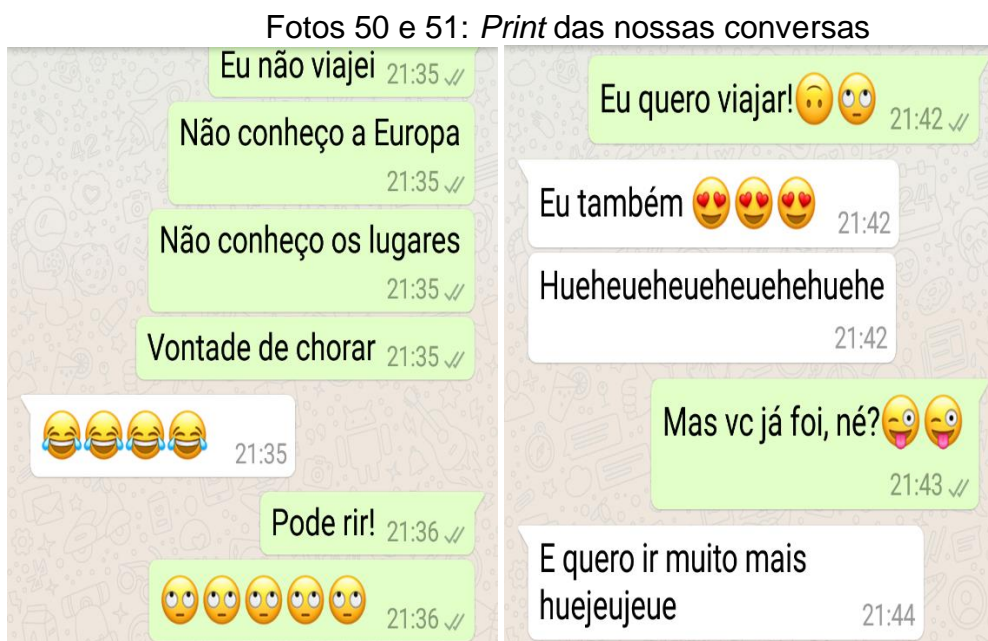 Fotos 50 e 51: Print das nossas conversas
Eu não viajei 21:35
Não conheço a Europa
21:35
Não conheço os lugares
21:35
Vontade de chorar 21:35
😂😂😂😂 21:35
Pode rir! 21:36
🙄🙄🙄🙄🙄 21:36
Eu quero viajar!🙃🙄 21:42
Eu também 😍😍😍 21:42
Hueheueheueheuehehuehe
21:42
Mas vc já foi, né?😜😜
21:43
E quero ir muito mais
huejeujeue 21:44